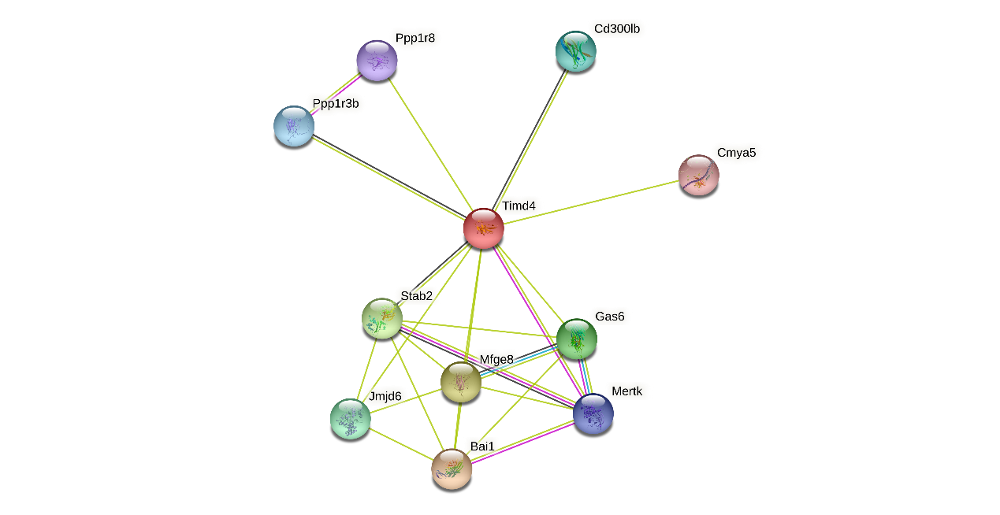 Ppp1r8
Cd300lb
Ppp1r3b
Cmya5
Timd4
Stab2
Gas6
Mfge8
Mertk
Jmjd6
Bai1